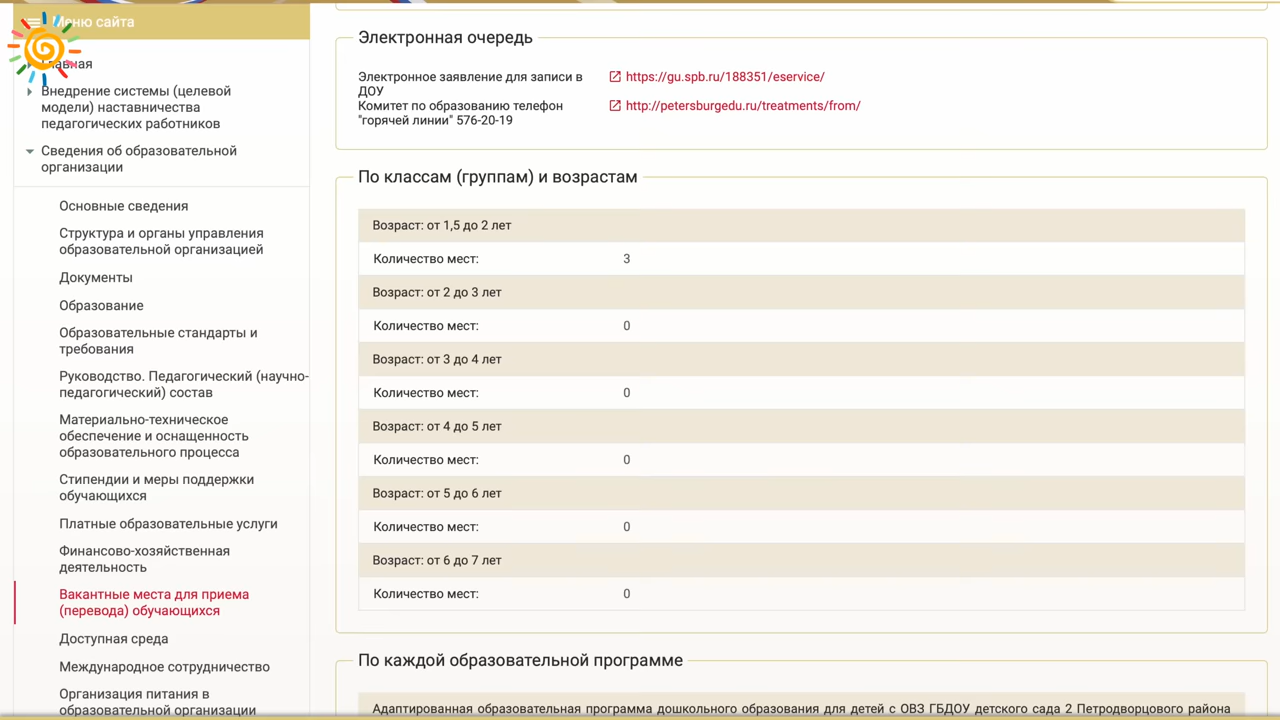 Меню сайта
Главная
Внедрение системы (целевой
модели) наставничества
педагогических работников
Сведения об образовательной
организации
Основные сведения
Структура и органы управления
образовательной организацией
Документы
Образование
Образовательные стандарты и
требования
Руководство. Педагогический (научно-
педагогический) состав
Материально-техническое
обеспечение и оснащенность
образовательного процесса
Стипендии и меры поддержки
обучающихся
Платные образовательные услуги
Финансово-хозяйственная
деятельность
Вакантные места для приема
(перевода) обучающихся
Доступная среда
Международное сотрудничество
Организация питания в
образовательной организации
Электронная очередь
Электронное заявление для записи в
ДОУ
https://gu.spb.ru/188351/eservice/
Комитет по образованию телефон
"горячей линии" 576-20-19
http://petersburgedu.ru/treatments/from/
По классам (группам) и возрастам
Возраст: от 1,5 до 2 лет
Количество мест: 3
Возраст: от 2 до 3 лет
Количество мест: 0
Возраст: от 3 до 4 лет
Количество мест: 0
Возраст: от 4 до 5 лет
Количество мест: 0
Возраст: от 5 до 6 лет
Количество мест: 0
Возраст: от 6 до 7 лет
Количество мест: 0
По каждой образовательной программе
Адаптированная образовательная программа дошкольного образования для детей с ОВЗ ГБДОУ детского сада 2 Петродворцового района